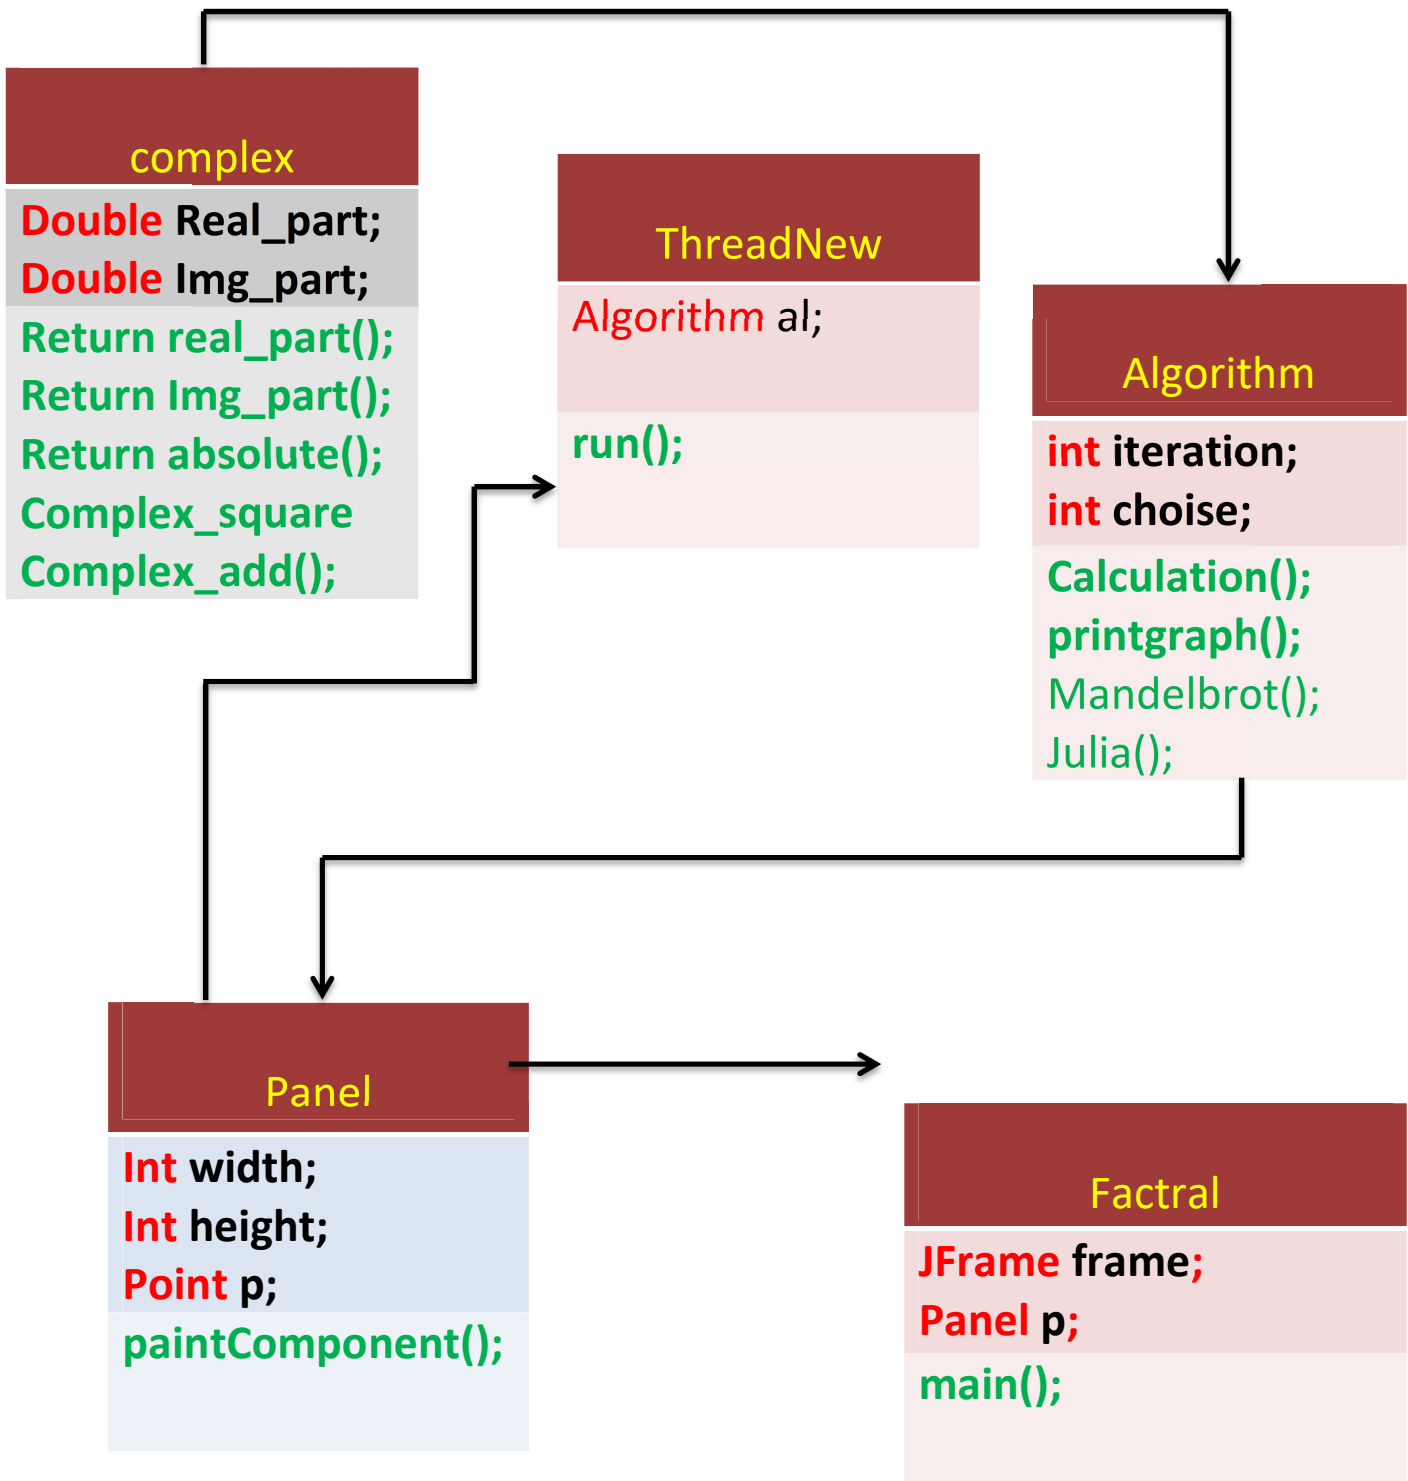 complex
Double Real_part;
Double Img_part;
Return real_part();
Return Img_part();
Return absolute();
Complex_square
Complex_add();
ThreadNew
Algorithm al;
run();
Algorithm
int iteration;
int choise;
Calculation();
printgraph();
Mandelbrot();
Julia();
Panel
Int width;
Int height;
Point p;
paintComponent();
Factral
JFrame frame;
Panel p;
main();